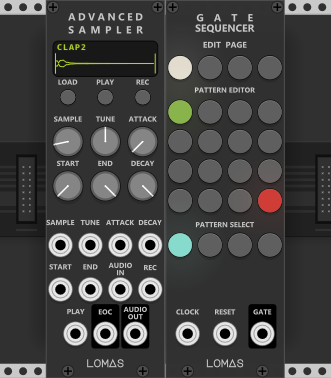 ADVANCED
SAMPLER
CLAP2
LOAD PLAY REC
SAMPLE TUNE ATTACK
START END DECAY
SAMPLE TUNE ATTACK DECAY
START END AUDIO IN REC
PLAY EOC AUDIO OUT
LOMAS
GATE
SEQUENCER
EDIT PAGE
PATTERN EDITOR
PATTERN SELECT
CLOCK RESET GATE
LOMAS